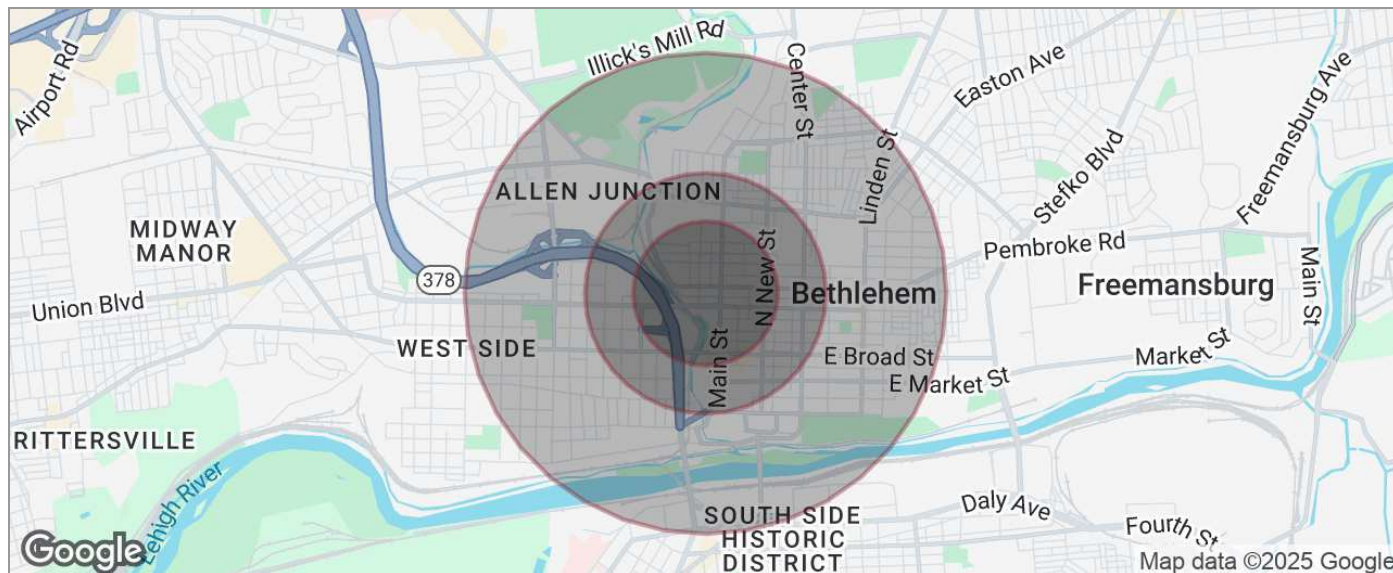 Airport Rd
Illick's Mill Rd
Center St
Easton Ave
Freemansburg Ave
Linden St
Stefko Blvd
ALLEN JUNCTION
MIDWAY
MANOR
N New St
Pembroke Rd
Main St
378
Union Blvd
Bethlehem
Freemansburg
WEST SIDE
Main St
E Broad St
Market St
E Market St
RITTERSVILLE
Lehigh River
SOUTH SIDE
HISTORIC
DISTRICT
Daly Ave
Fourth St
Google
Map data ©2025 Google